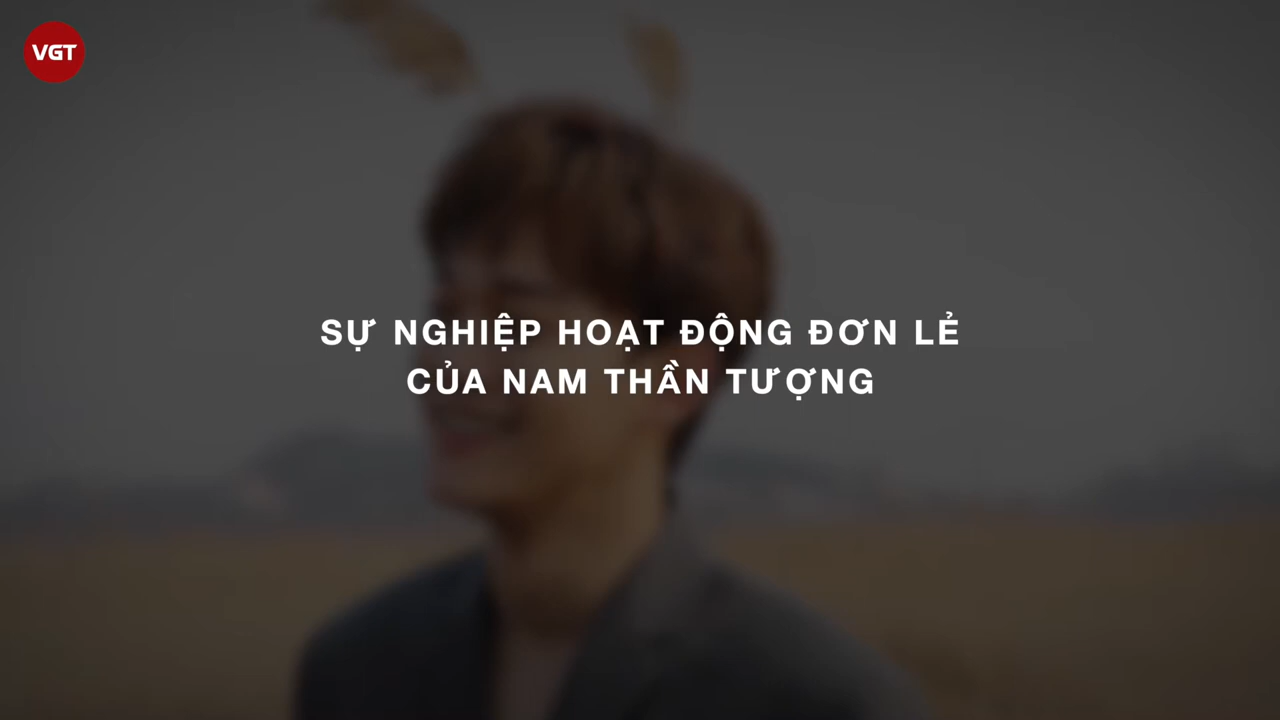 VGT
SỰ NGHIỆP HOẠT ĐỘNG ĐƠN LẺ
CỦA NAM THẦN TƯỢNG